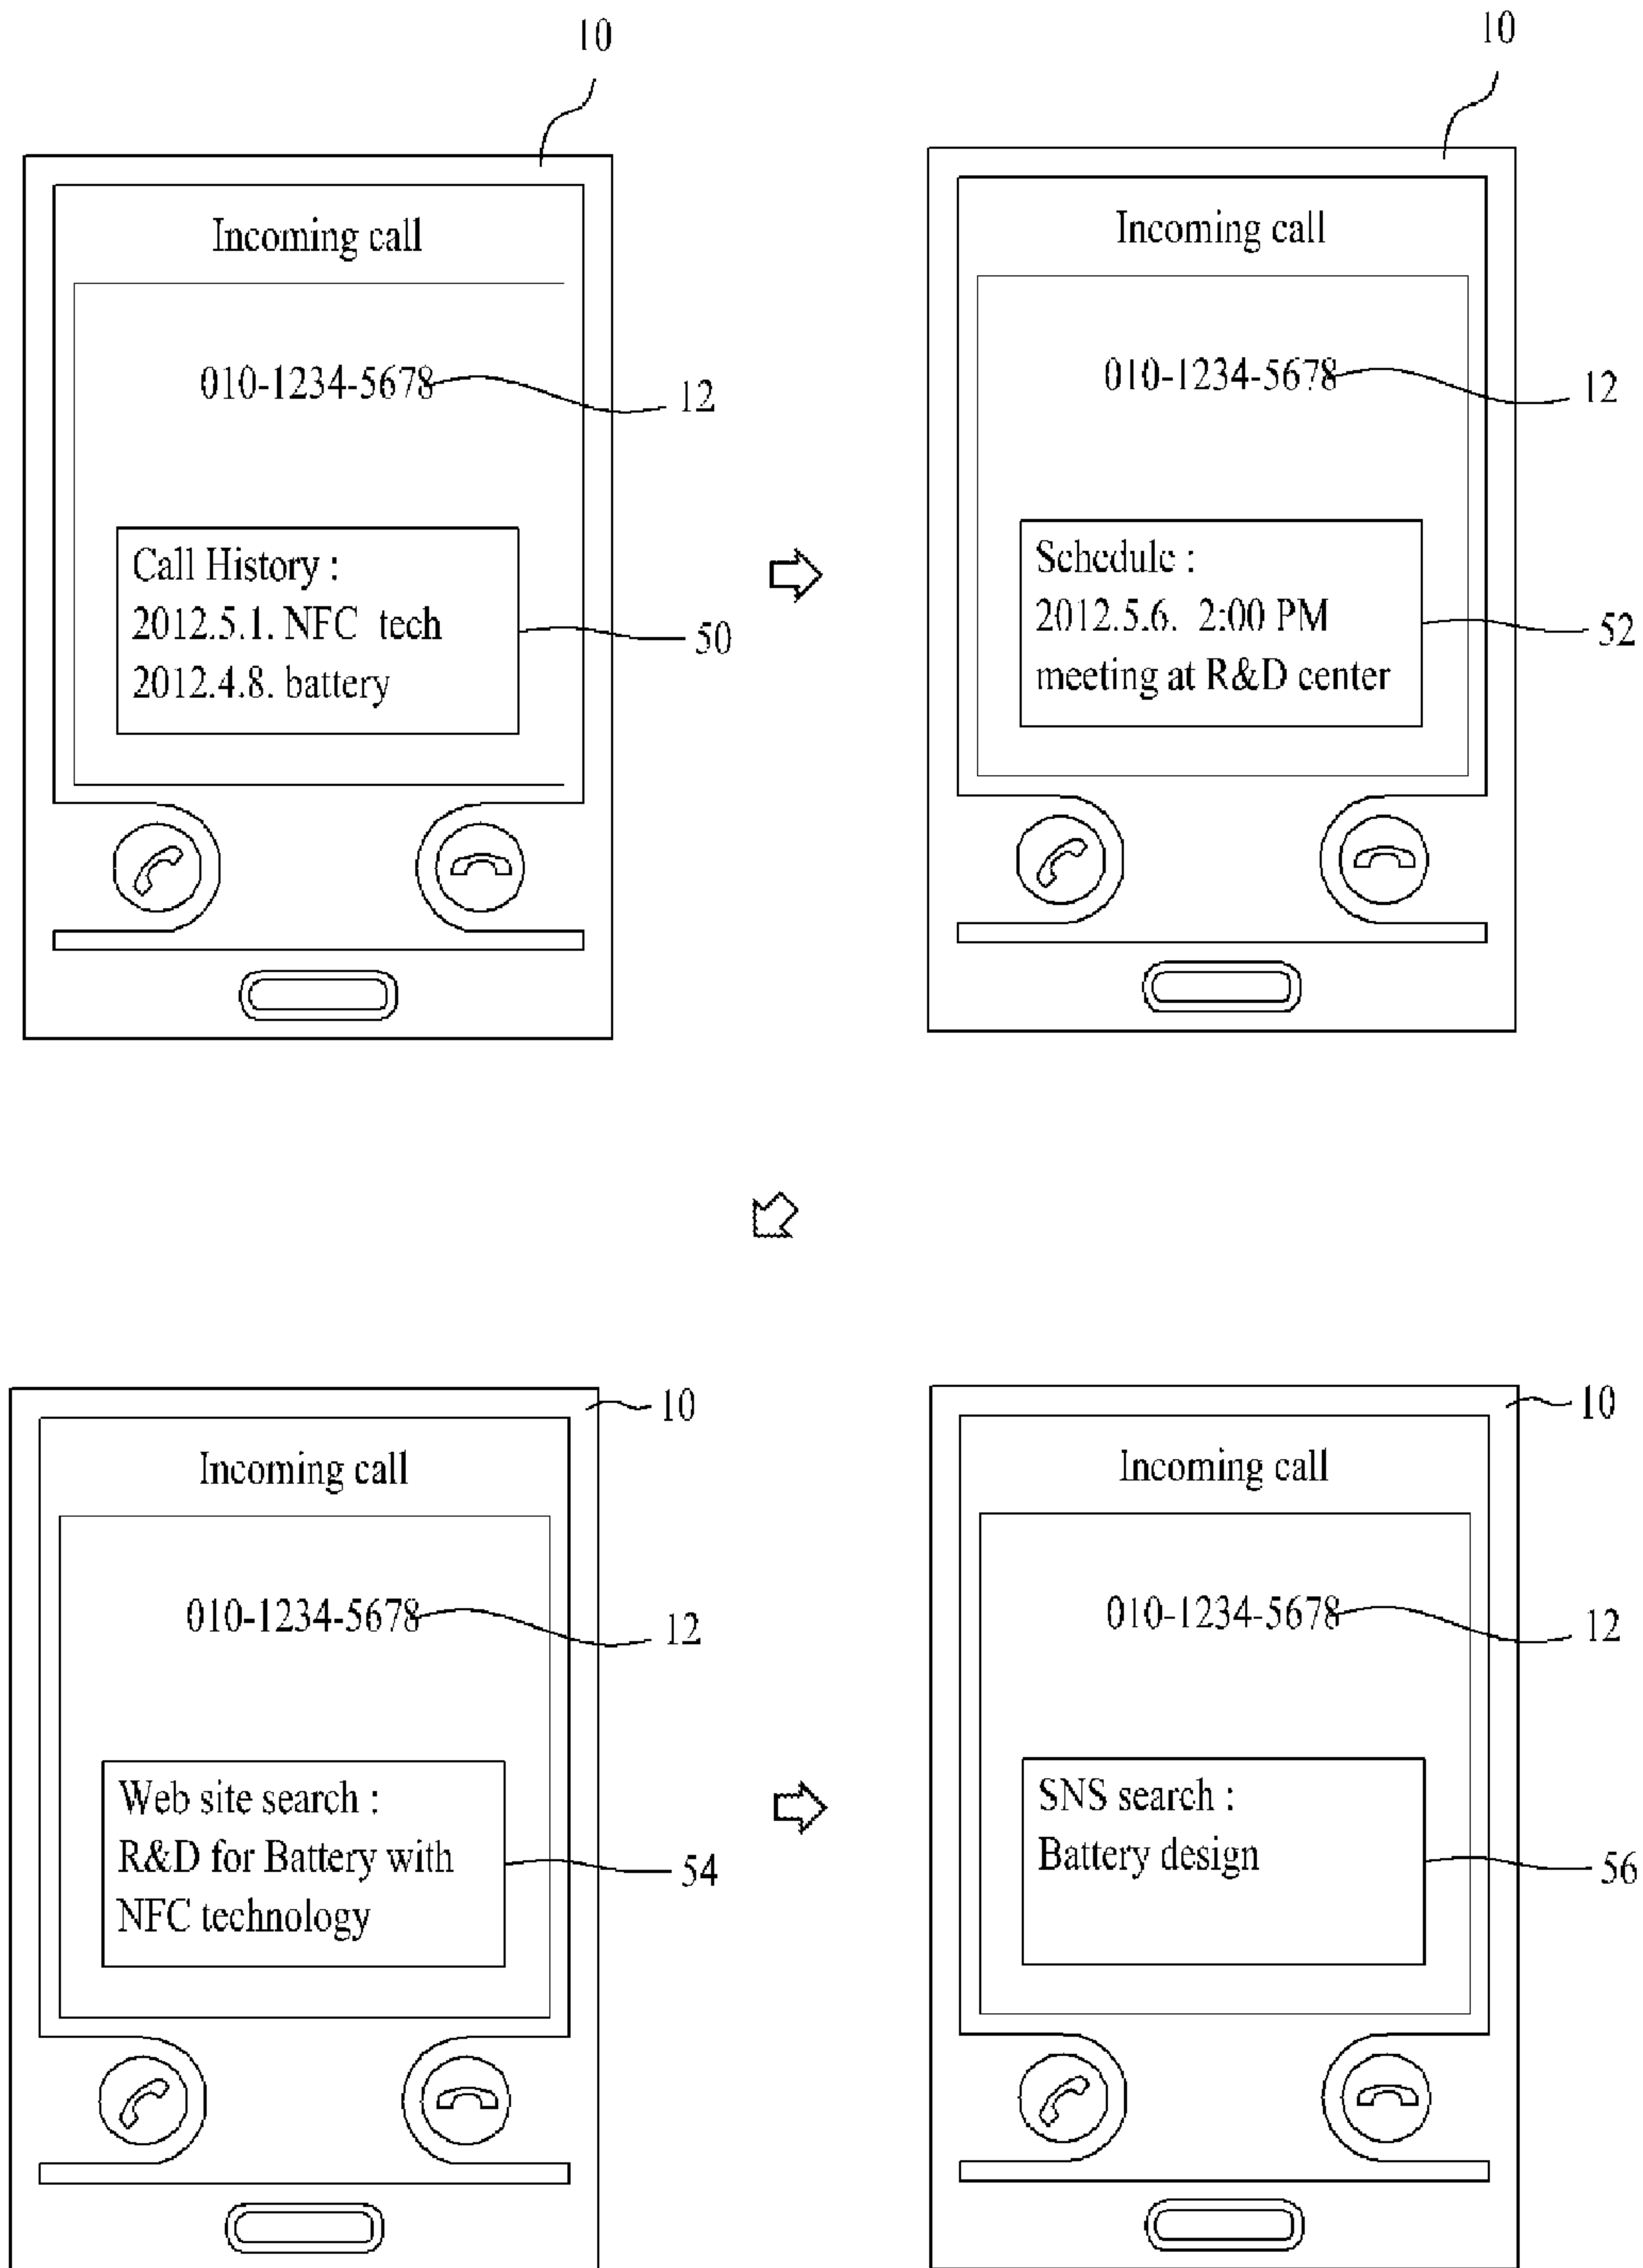 10
Incoming call
010-1234-5678
12
Call History :
2012.5.1. NFC tech
2012.4.8. battery
50
10
Incoming call
010-1234-5678
12
Schedule :
2012.5.6. 2:00 PM
meeting at R&D center
52
10
Incoming call
010-1234-5678
12
Web site search :
R&D for Battery with
NFC technology
54
10
Incoming call
010-1234-5678
12
SNS search :
Battery design
56